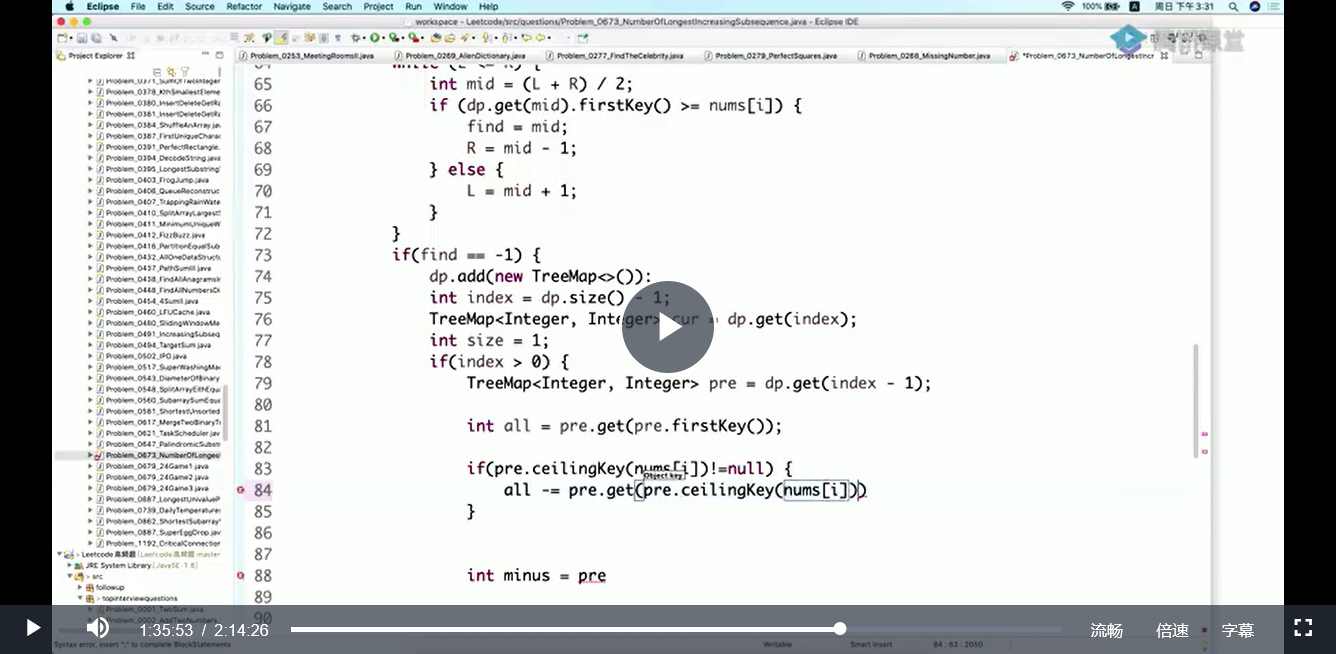 Eclipse File Edit Source Refactor Navigate Search Project Run Window Help 100% 周日下午3:31
workspace - Leetcode/src/questions/Problem_0673_NumberOfLongestIncreasingSubsequence.java - Eclipse IDE
Project Explorer
Problem_0253_MeetingRoomsII.java Problem_0269_AlienDictionary.java Problem_0277_FindTheCelebrity.java Problem_0279_PerfectSquares.java Problem_0268_MissingNumber.java *Problem_0673_NumberOfLongestIncr
Problem_0371_SumOfTwoInteger
Problem_0378_KthSmallestEleme
Problem_0380_InsertDeleteGetRa
Problem_0381_InsertDeleteGetRa
Problem_0384_ShuffleAnArray.jav
Problem_0387_FirstUniqueCharac
Problem_0391_PerfectRectangle.
Problem_0394_DecodeString.java
Problem_0395_LongestSubstring
Problem_0403_FrogJump.java
Problem_0406_QueueReconstruc
Problem_0407_TrappingRainWate
Problem_0410_SplitArrayLargestS
Problem_0411_MinimumUniqueW
Problem_0412_FizzBuzz.java
Problem_0416_PartitionEqualSub
Problem_0432_AllOneDataStruct
Problem_0437_PathSumIII.java
Problem_0438_FindAllAnagramsIn
Problem_0448_FindAllNumbersDi
Problem_0454_4SumII.java
Problem_0460_LFUCache.java
Problem_0480_SlidingWindowMe
Problem_0491_IncreasingSubseq
Problem_0494_TargetSum.java
Problem_0502_IPO.java
Problem_0517_SuperWashingMac
Problem_0543_DiameterOfBinary
Problem_0548_SplitArrayEithEqua
Problem_0560_SubarraySumEqua
Problem_0581_ShortestUnsorted
Problem_0617_MergeTwoBinaryTr
Problem_0621_TaskScheduler.jav
Problem_0647_PalindromicSubst
Problem_0673_NumberOfLonges
Problem_0679_24Game1.java
Problem_0679_24Game2.java
Problem_0679_24Game3.java
Problem_0687_LongestUnivalueP
Problem_0739_DailyTemperatures
Problem_0862_ShortestSubarray
Problem_0887_SuperEggDrop.jav
Problem_1192_CriticalConnection
> Leetcode高频题 [Leetcode高频题 master
JRE System Library [JavaSE-1.8]
> src
followup
> topinterviewquestions
Problem_0001_TwoSum.java
Problem_0002_AddTwoNumbers.
64 while (L <= R) {
65 int mid = (L + R) / 2;
66 if (dp.get(mid).firstKey() >= nums[i]) {
67 find = mid;
68 R = mid - 1;
69 } else {
70 L = mid + 1;
71 }
72 }
73 if(find == -1) {
74 dp.add(new TreeMap<>());
75 int index = dp.size() - 1;
76 TreeMap<Integer, Integer> cur = dp.get(index);
77 int size = 1;
78 if(index > 0) {
79 TreeMap<Integer, Integer> pre = dp.get(index - 1);
80
81 int all = pre.get(pre.firstKey());
82
83 if(pre.ceilingKey(nums[i])!=null) {
Object key
84 all -= pre.get(pre.ceilingKey(nums[i]))
85 }
86
87
88 int minus = pre
89
90
1:35:53 / 2:14:26 流畅 倍速 字幕
Syntax error, insert ";" to complete BlockStatements Writable Smart Insert 84 : 63 : 2050